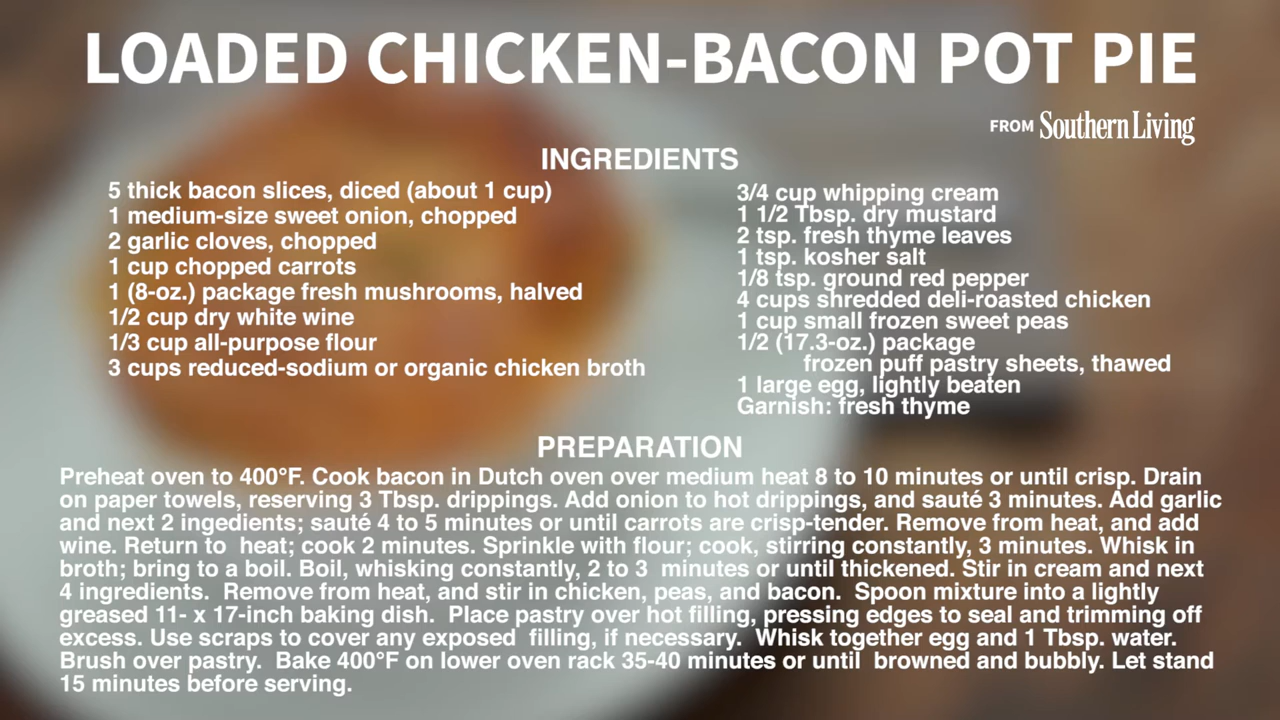 LOADED CHICKEN-BACON POT PIE
FROM Southern Living
INGREDIENTS
5 thick bacon slices, diced (about 1 cup)
1 medium-size sweet onion, chopped
2 garlic cloves, chopped
1 cup chopped carrots
1 (8-oz.) package fresh mushrooms, halved
1/2 cup dry white wine
1/3 cup all-purpose flour
3 cups reduced-sodium or organic chicken broth
3/4 cup whipping cream
1 1/2 Tbsp. dry mustard
2 tsp. fresh thyme leaves
1 tsp. kosher salt
1/8 tsp. ground red pepper
4 cups shredded deli-roasted chicken
1 cup small frozen sweet peas
1/2 (17.3-oz.) package
frozen puff pastry sheets, thawed
1 large egg, lightly beaten
Garnish: fresh thyme
PREPARATION
Preheat oven to 400°F. Cook bacon in Dutch oven over medium heat 8 to 10 minutes or until crisp. Drain
on paper towels, reserving 3 Tbsp. drippings. Add onion to hot drippings, and sauté 3 minutes. Add garlic
and next 2 ingedients; sauté 4 to 5 minutes or until carrots are crisp-tender. Remove from heat, and add
wine. Return to heat; cook 2 minutes. Sprinkle with flour; cook, stirring constantly, 3 minutes. Whisk in
broth; bring to a boil. Boil, whisking constantly, 2 to 3 minutes or until thickened. Stir in cream and next
4 ingredients. Remove from heat, and stir in chicken, peas, and bacon. Spoon mixture into a lightly
greased 11- x 17-inch baking dish. Place pastry over hot filling, pressing edges to seal and trimming off
excess. Use scraps to cover any exposed filling, if necessary. Whisk together egg and 1 Tbsp. water.
Brush over pastry. Bake 400°F on lower oven rack 35-40 minutes or until browned and bubbly. Let stand
15 minutes before serving.